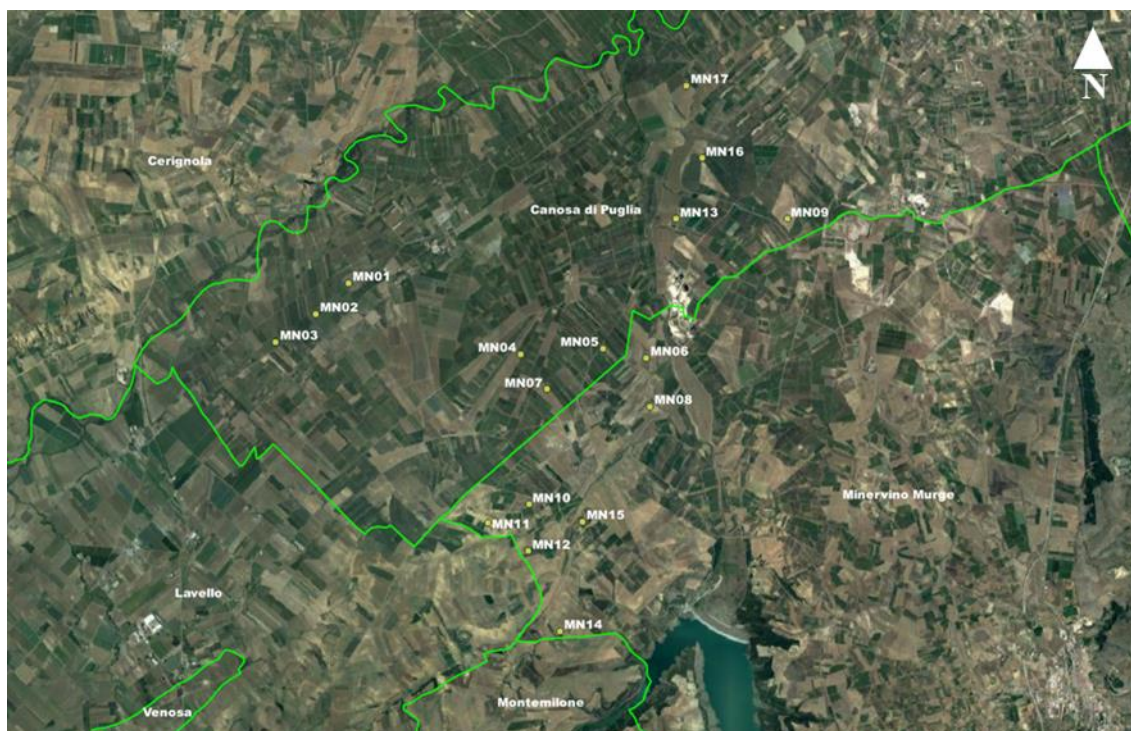 MN17
N
Cerignola
MN16
Canosa di Puglia
MN13
MN09
MN01
MN02
MN03
MN04
MN05
MN06
MN07
MN08
Minervino Murge
MN10
MN11
MN15
MN12
Lavello
MN14
Montemilone
Venosa